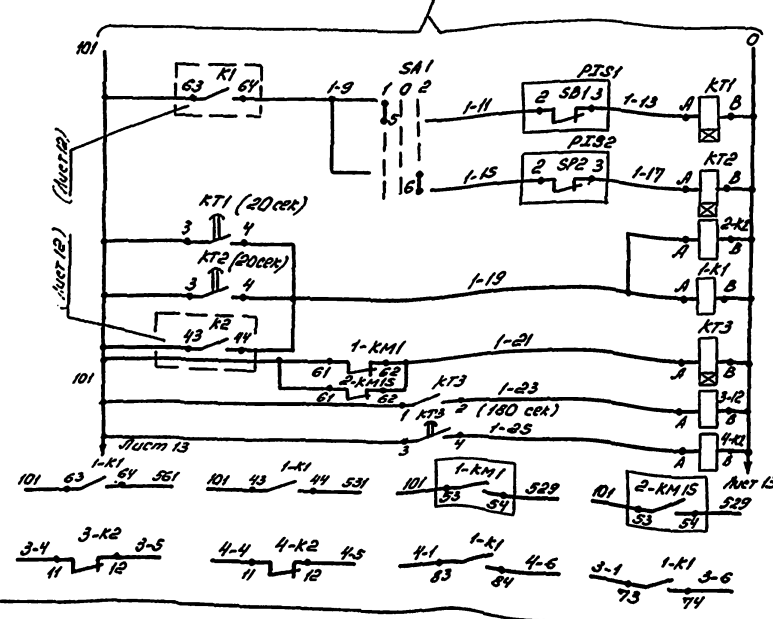 101
0
K1
63 64
1-9
SA1
1 0 2
5
1-11
PIS1
2 SB1 3
1-13
KT1
A B
(Лист 12)
6
1-15
PIS2
2 SP2 3
1-17
KT2
A B
KT1 (20 сек)
3 4
2-K2
A B
Лист 12)
KT2 (20 сек)
3 4
1-19
1-K1
A B
K2
43 44
1-KM1
61 62
1-21
KT3
A B
101
2-KM1S
61 62
KT3
1 2
1-23
(180 сек)
A B
KT3
3 4
1-25
4-K2
A B
Лист 13
Лист 13
101 63 1-K1 64 561
101 43 1-K1 44 531
101 53 1-KM1 54 529
101 53 2-KM1S 54 529
3-4 11 3-K2 12 3-5
4-4 11 4-K2 12 4-5
4-1 83 1-K1 84 4-6
3-1 73 1-K1 74 3-6